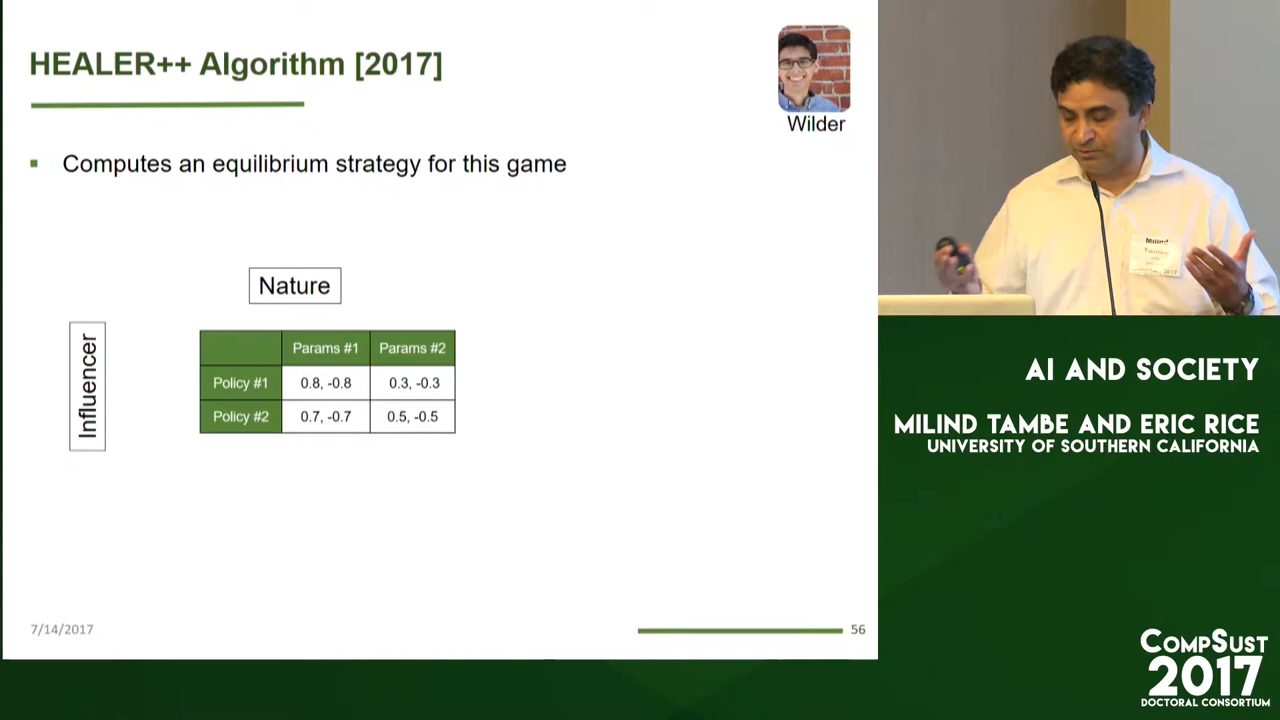 HEALER++ Algorithm [2017]
Wilder
▪ Computes an equilibrium strategy for this game
Nature
Influencer
Params #1 Params #2
Policy #1 0.8, -0.8 0.3, -0.3
Policy #2 0.7, -0.7 0.5, -0.5
7/14/2017
56
Milind
Tambe
2017
AI AND SOCIETY
MILIND TAMBE AND ERIC RICE
UNIVERSITY OF SOUTHERN CALIFORNIA
COMPSUST
2017
DOCTORAL CONSORTIUM